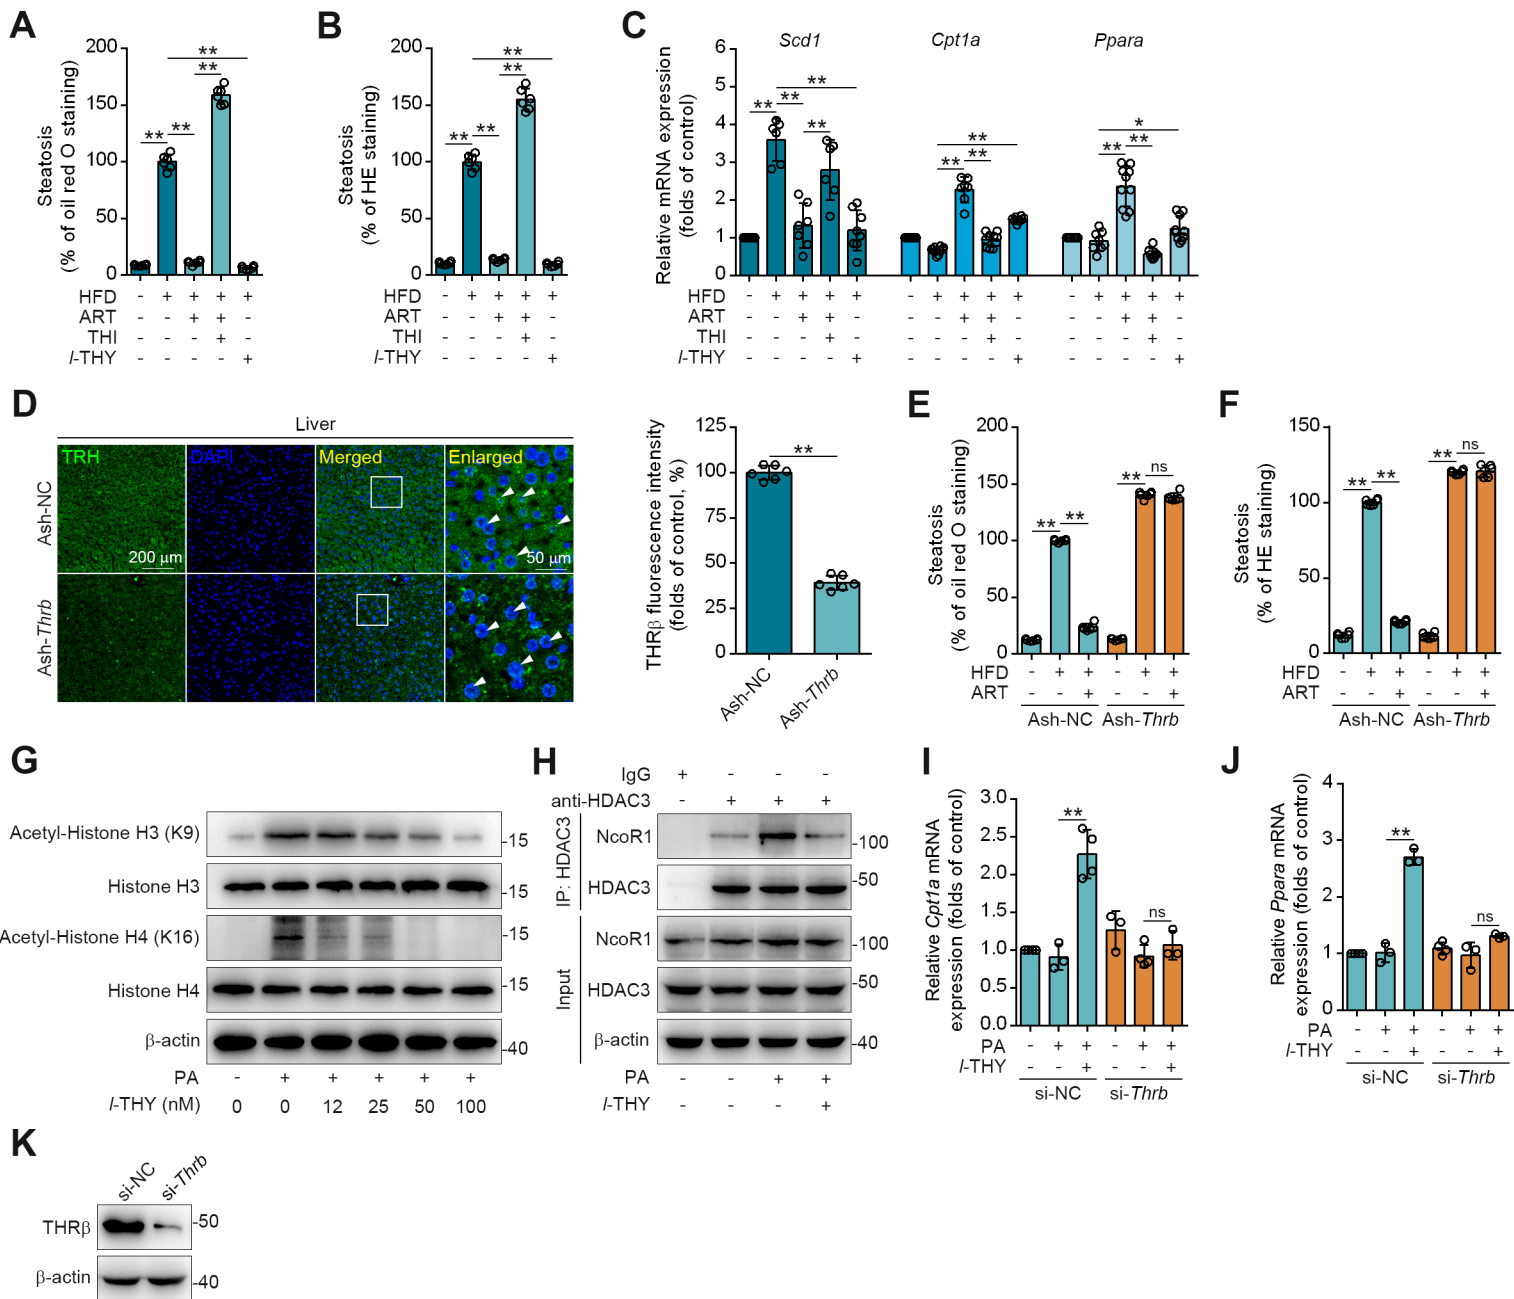 A
B
C
Steatosis
(% of oil red O staining)
200
150
100
50
0
**
**
**
**
Steatosis
(% of HE staining)
200
150
100
50
0
**
**
**
**
Relative mRNA expression
(folds of control)
6
5
4
3
2
1
0
Scd1
Cpt1a
Ppara
**
**
**
**
**
**
**
*
**
**
- + + + + HFD - + + + +
- - + + - ART - - + + -
- - - + - THI - - - + -
- - - - + l-THY - - - - +
HFD - + + + + - + + + + - + + + +
ART - - + + - - - + + - - - + + -
THI - - - + - - - - + - - - - + -
l-THY - - - - + - - - - + - - - - +
D
Liver
TRH
DAPI
Merged
Enlarged
Ash-NC
200 μm
50 μm
Ash-Thrb
THRβ fluorescence intensity
(folds of control, %)
125
100
75
50
25
0
**
Ash-NC
Ash-Thrb
E
Steatosis
(% of oil red O staining)
200
150
100
50
0
**
**
**
ns
HFD - + + - + +
ART - - + - - +
Ash-NC Ash-Thrb
F
Steatosis
(% of HE staining)
150
100
50
0
**
**
**
ns
HFD - + + - + +
ART - - + - - +
Ash-NC Ash-Thrb
G
Acetyl-Histone H3 (K9)
-15
Histone H3
-15
Acetyl-Histone H4 (K16)
-15
Histone H4
-15
β-actin
-40
PA - + + + + +
l-THY (nM) 0 0 12 25 50 100
H
IgG + - - -
anti-HDAC3 - + + +
IP: HDAC3
NcoR1
-100
HDAC3
-50
Input
NcoR1
-100
HDAC3
-50
β-actin
-40
PA - - + +
l-THY - - - +
I
Relative Cpt1a mRNA
expression (folds of control)
3.0
2.5
2.0
1.5
1.0
0.5
0.0
**
ns
PA - + + - + +
l-THY - - + - - +
si-NC si-Thrb
J
Relative Ppara mRNA
expression (folds of control)
4
3
2
1
0
**
ns
PA - + + - + +
l-THY - - + - - +
si-NC si-Thrb
K
si-NC
si-Thrb
THRβ
-50
β-actin
-40